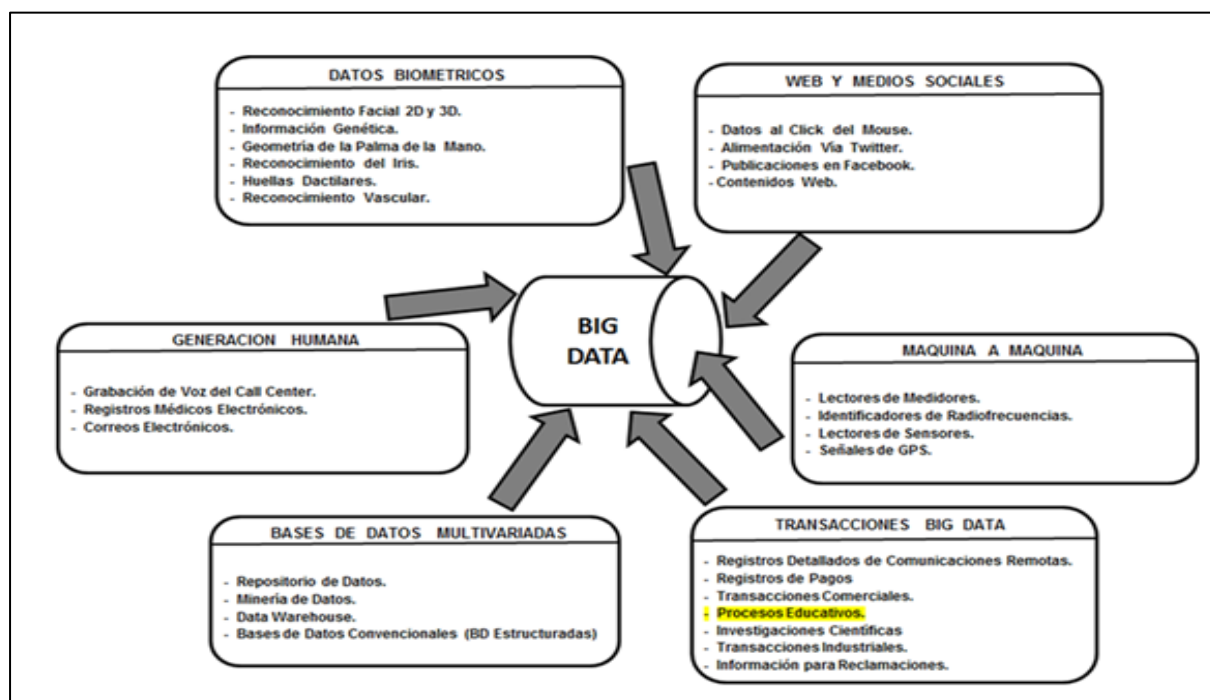 DATOS BIOMETRICOS
- Reconocimiento Facial 2D y 3D.
- Información Genética.
- Geometría de la Palma de la Mano.
- Reconocimiento del Iris.
- Huellas Dactilares.
- Reconocimiento Vascular.
WEB Y MEDIOS SOCIALES
- Datos al Click del Mouse.
- Alimentación Vía Twitter.
- Publicaciones en Facebook.
-Contenidos Web.
BIG
DATA
GENERACION HUMANA
- Grabación de Voz del Call Center.
- Registros Médicos Electrónicos.
- Correos Electrónicos.
MAQUINA A MAQUINA
- Lectores de Medidores.
- Identificadores de Radiofrecuencias.
- Lectores de Sensores.
- Señales de GPS.
BASES DE DATOS MULTIVARIADAS
- Repositorio de Datos.
- Minería de Datos.
- Data Warehouse.
- Bases de Datos Convencionales (BD Estructuradas)
TRANSACCIONES BIG DATA
- Registros Detallados de Comunicaciones Remotas.
- Registros de Pagos
- Transacciones Comerciales.
- Procesos Educativos.
- Investigaciones Científicas
- Transacciones Industriales.
- Información para Reclamaciones.